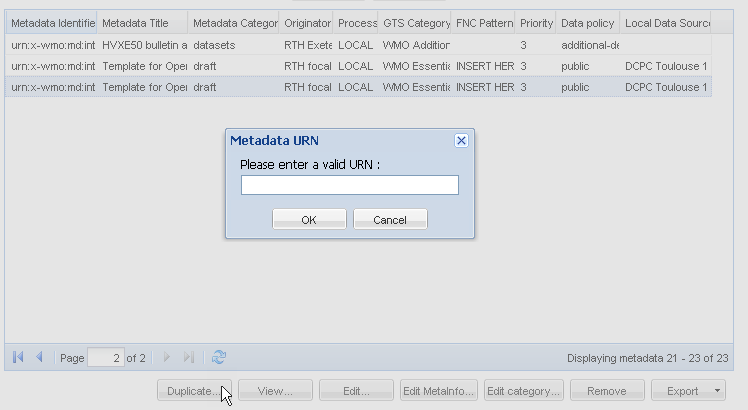 Metadata Identifie Metadata Title Metadata Categor Originator Process GTS Category FNC Pattern Priority Data policy Local Data Source
urn:x-wmo:md:int HVXE50 bulletin a datasets RTH Exete LOCAL WMO Addition 3 additional-de
urn:x-wmo:md:int Template for Oper draft RTH focal LOCAL WMO Essentia INSERT HER 3 public DCPC Toulouse 1
urn:x-wmo:md:int Template for Oper draft RTH focal LOCAL WMO Essentia INSERT HER 3 public DCPC Toulouse 1
Metadata URN
Please enter a valid URN :
OK Cancel
Page 2 of 2 Displaying metadata 21 - 23 of 23
Duplicate... View... Edit... Edit MetaInfo... Edit category... Remove Export